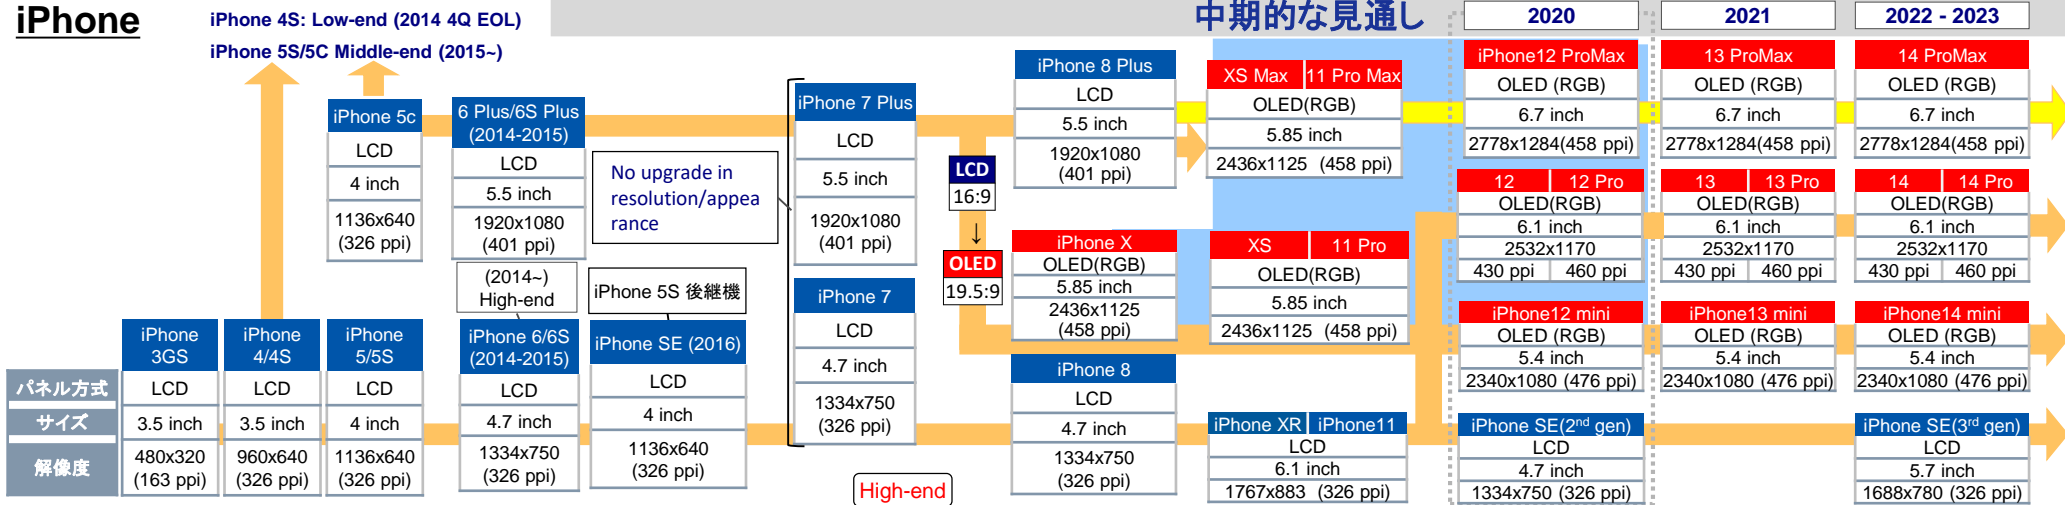 iPhone
iPhone 4S: Low-end (2014 4Q EOL)
iPhone 5S/5C Middle-end (2015~)
中期的な見通し
2020
2021
2022 - 2023
iPhone 5c
LCD
4 inch
1136x640
(326 ppi)
6 Plus/6S Plus
(2014-2015)
LCD
5.5 inch
1920x1080
(401 ppi)
(2014~)
High-end
No upgrade in
resolution/appea
rance
iPhone 5S 後継機
iPhone 7 Plus
LCD
5.5 inch
1920x1080
(401 ppi)
iPhone 7
LCD
4.7 inch
1334x750
(326 ppi)
LCD
16:9
↓
OLED
19.5:9
iPhone 8 Plus
LCD
5.5 inch
1920x1080
(401 ppi)
iPhone X
OLED(RGB)
5.85 inch
2436x1125
(458 ppi)
iPhone 8
LCD
4.7 inch
1334x750
(326 ppi)
XS Max 11 Pro Max
OLED(RGB)
5.85 inch
2436x1125 (458 ppi)
XS 11 Pro
OLED(RGB)
5.85 inch
2436x1125 (458 ppi)
iPhone XR iPhone11
LCD
6.1 inch
1767x883 (326 ppi)
iPhone12 ProMax
OLED (RGB)
6.7 inch
2778x1284(458 ppi)
12 12 Pro
OLED(RGB)
6.1 inch
2532x1170
430 ppi 460 ppi
iPhone12 mini
OLED (RGB)
5.4 inch
2340x1080 (476 ppi)
iPhone SE(2nd gen)
LCD
4.7 inch
1334x750 (326 ppi)
13 ProMax
OLED (RGB)
6.7 inch
2778x1284(458 ppi)
13 13 Pro
OLED(RGB)
6.1 inch
2532x1170
430 ppi 460 ppi
iPhone13 mini
OLED (RGB)
5.4 inch
2340x1080 (476 ppi)
14 ProMax
OLED (RGB)
6.7 inch
2778x1284(458 ppi)
14 14 Pro
OLED(RGB)
6.1 inch
2532x1170
430 ppi 460 ppi
iPhone14 mini
OLED (RGB)
5.4 inch
2340x1080 (476 ppi)
iPhone SE(3rd gen)
LCD
5.7 inch
1688x780 (326 ppi)
パネル方式
サイズ
解像度
iPhone
3GS
LCD
3.5 inch
480x320
(163 ppi)
iPhone
4/4S
LCD
3.5 inch
960x640
(326 ppi)
iPhone
5/5S
LCD
4 inch
1136x640
(326 ppi)
iPhone 6/6S
(2014-2015)
LCD
4.7 inch
1334x750
(326 ppi)
iPhone SE (2016)
LCD
4 inch
1136x640
(326 ppi)
High-end